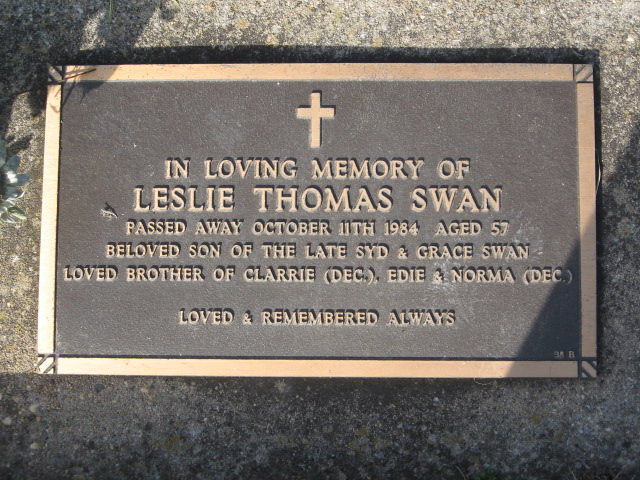 IN LOVING MEMORY OF
LESLIE THOMAS SWAN
PASSED AWAY OCTOBER 11TH 1984 AGED 57
BELOVED SON OF THE LATE SYD & GRACE SWAN
LOVED BROTHER OF CLARRIE (DEC.), EDIE & NORMA (DEC.)
LOVED & REMEMBERED ALWAYS